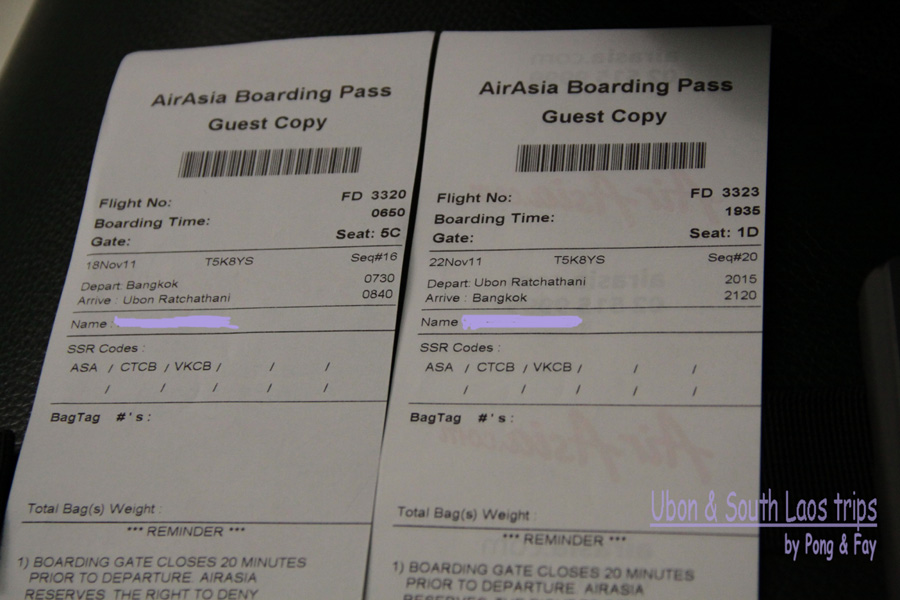 AirAsia Boarding Pass
Guest Copy
Flight No: FD 3320
Boarding Time: 0650
Gate: Seat: 5C
18Nov11 T5K8YS Seq#16
Depart: Bangkok 0730
Arrive : Ubon Ratchathani 0840
Name :
SSR Codes :
ASA / CTCB / VKCB / / /
/ / / / /
BagTag #'s :
Total Bag(s) Weight :
*** REMINDER ***
1) BOARDING GATE CLOSES 20 MINUTES
PRIOR TO DEPARTURE. AIRASIA
RESERVES THE RIGHT TO DENY
AirAsia Boarding Pass
Guest Copy
Flight No: FD 3323
Boarding Time: 1935
Gate: Seat: 1D
22Nov11 T5K8YS Seq#20
Depart: Ubon Ratchathani 2015
Arrive : Bangkok 2120
Name
SSR Codes :
ASA / CTCB / VKCB / / /
/ / / / /
BagTag #'s :
Total Bag(s) Weight :
*** REMINDER ***
1) BOARDING GATE CLOSES 20 MINUTES
PRIOR TO DEPARTURE. AIRASIA
Ubon & South Laos trips
by Pong & Fay